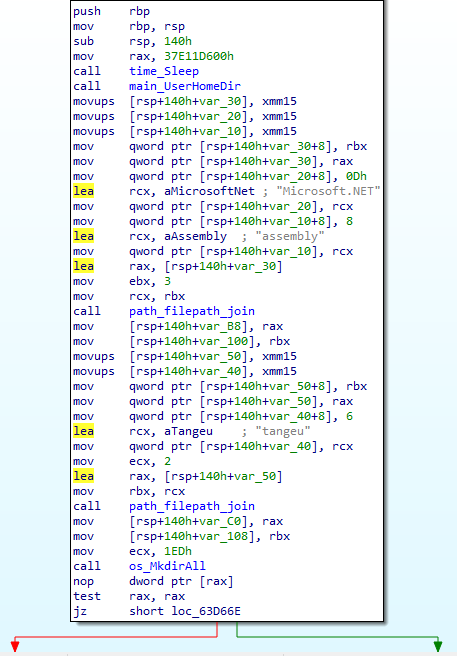 push rbp
mov rbp, rsp
sub rsp, 140h
mov rax, 37E11D600h
call time_Sleep
call main_UserHomeDir
movups [rsp+140h+var_30], xmm15
movups [rsp+140h+var_20], xmm15
movups [rsp+140h+var_10], xmm15
mov qword ptr [rsp+140h+var_30+8], rbx
mov qword ptr [rsp+140h+var_30], rax
mov qword ptr [rsp+140h+var_20+8], 0Dh
lea rcx, aMicrosoftNet ; "Microsoft.NET"
mov qword ptr [rsp+140h+var_20], rcx
mov qword ptr [rsp+140h+var_10+8], 8
lea rcx, aAssembly ; "assembly"
mov qword ptr [rsp+140h+var_10], rcx
lea rax, [rsp+140h+var_30]
mov ebx, 3
mov rcx, rbx
call path_filepath_join
mov [rsp+140h+var_B8], rax
mov [rsp+140h+var_100], rbx
movups [rsp+140h+var_50], xmm15
movups [rsp+140h+var_40], xmm15
mov qword ptr [rsp+140h+var_50+8], rbx
mov qword ptr [rsp+140h+var_50], rax
mov qword ptr [rsp+140h+var_40+8], 6
lea rcx, aTangeu ; "tangeu"
mov qword ptr [rsp+140h+var_40], rcx
mov ecx, 2
lea rax, [rsp+140h+var_50]
mov rbx, rcx
call path_filepath_join
mov [rsp+140h+var_C0], rax
mov [rsp+140h+var_108], rbx
mov ecx, 1EDh
call os_MkdirAll
nop dword ptr [rax]
test rax, rax
jz short loc_63D66E